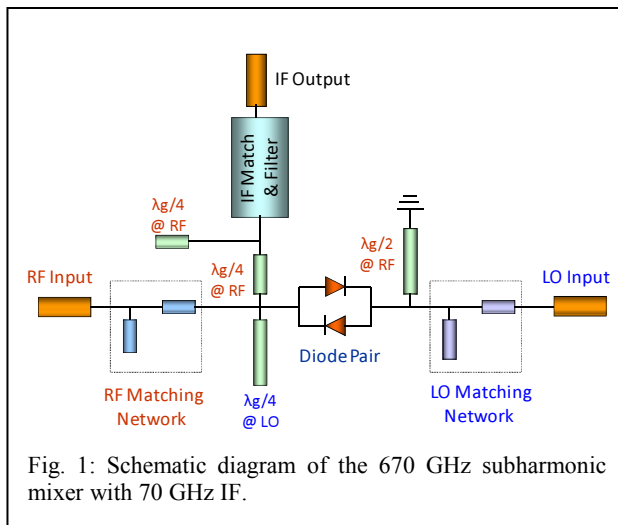 IF Output
IF Match
& Filter
λg/4
@ RF
λg/2
@ RF
RF Input
λg/4
@ RF
LO Input
Diode Pair
RF Matching
Network
λg/4
@ LO
LO Matching
Network
Fig. 1: Schematic diagram of the 670 GHz subharmonic
mixer with 70 GHz IF.